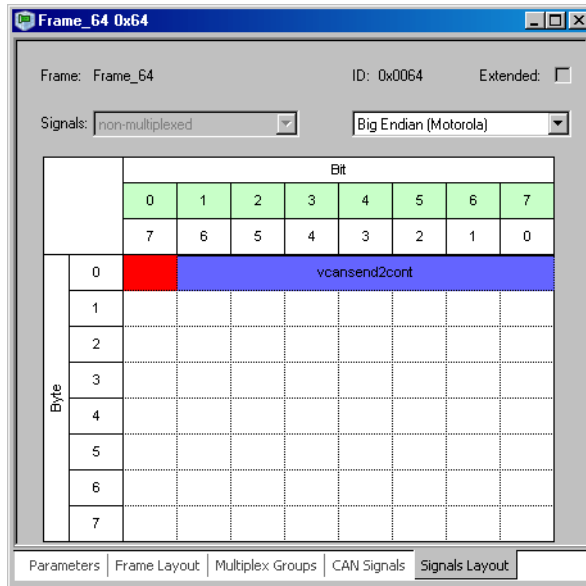 Frame_64 0x64
Frame: Frame_64 ID: 0x0064 Extended:
Signals: non-multiplexed Big Endian (Motorola)
Bit
0 1 2 3 4 5 6 7
7 6 5 4 3 2 1 0
Byte
0 vcansend2cont
1
2
3
4
5
6
7
Parameters Frame Layout Multiplex Groups CAN Signals Signals Layout